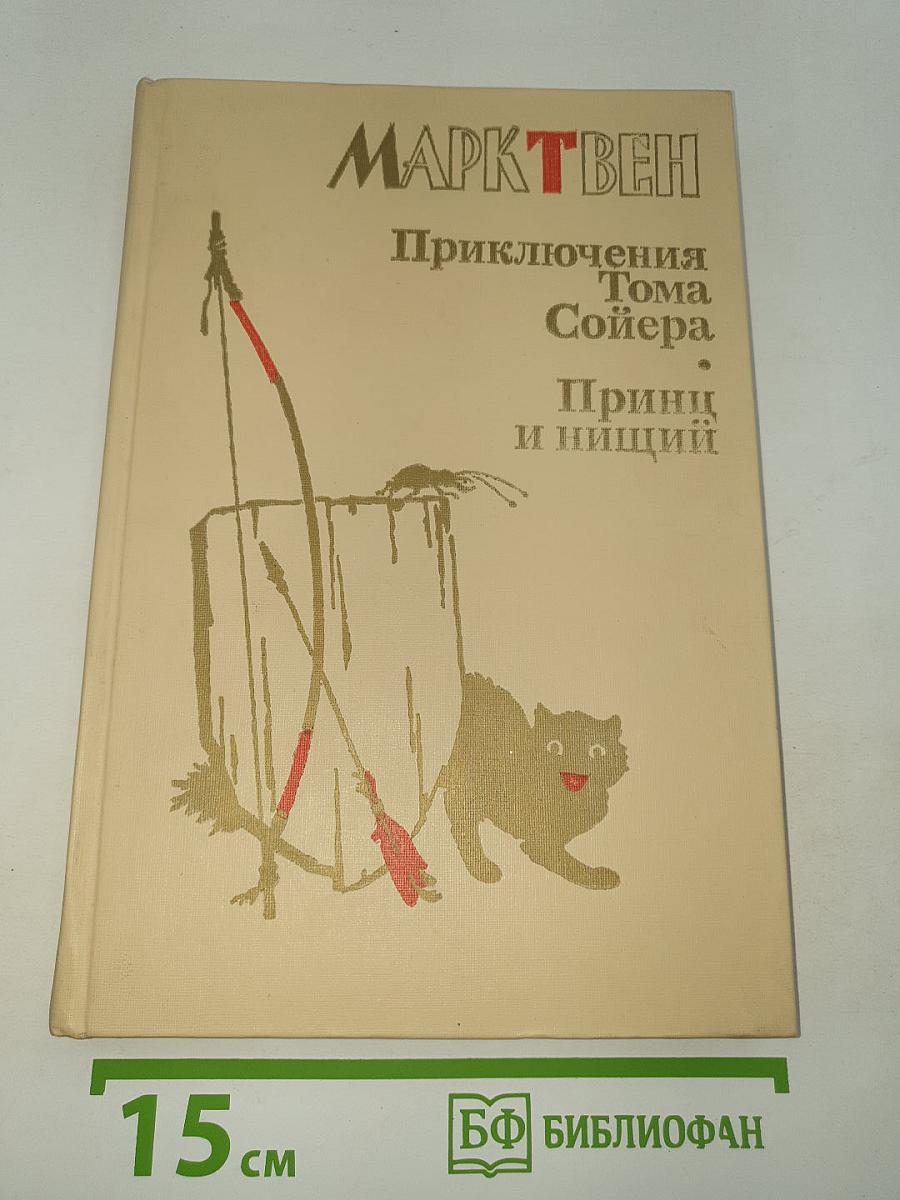 МАРК ТВЕН
Приключения
Тома
Сойера
·
Принц
и нищий
15 см
БФ БИБЛИОФАН